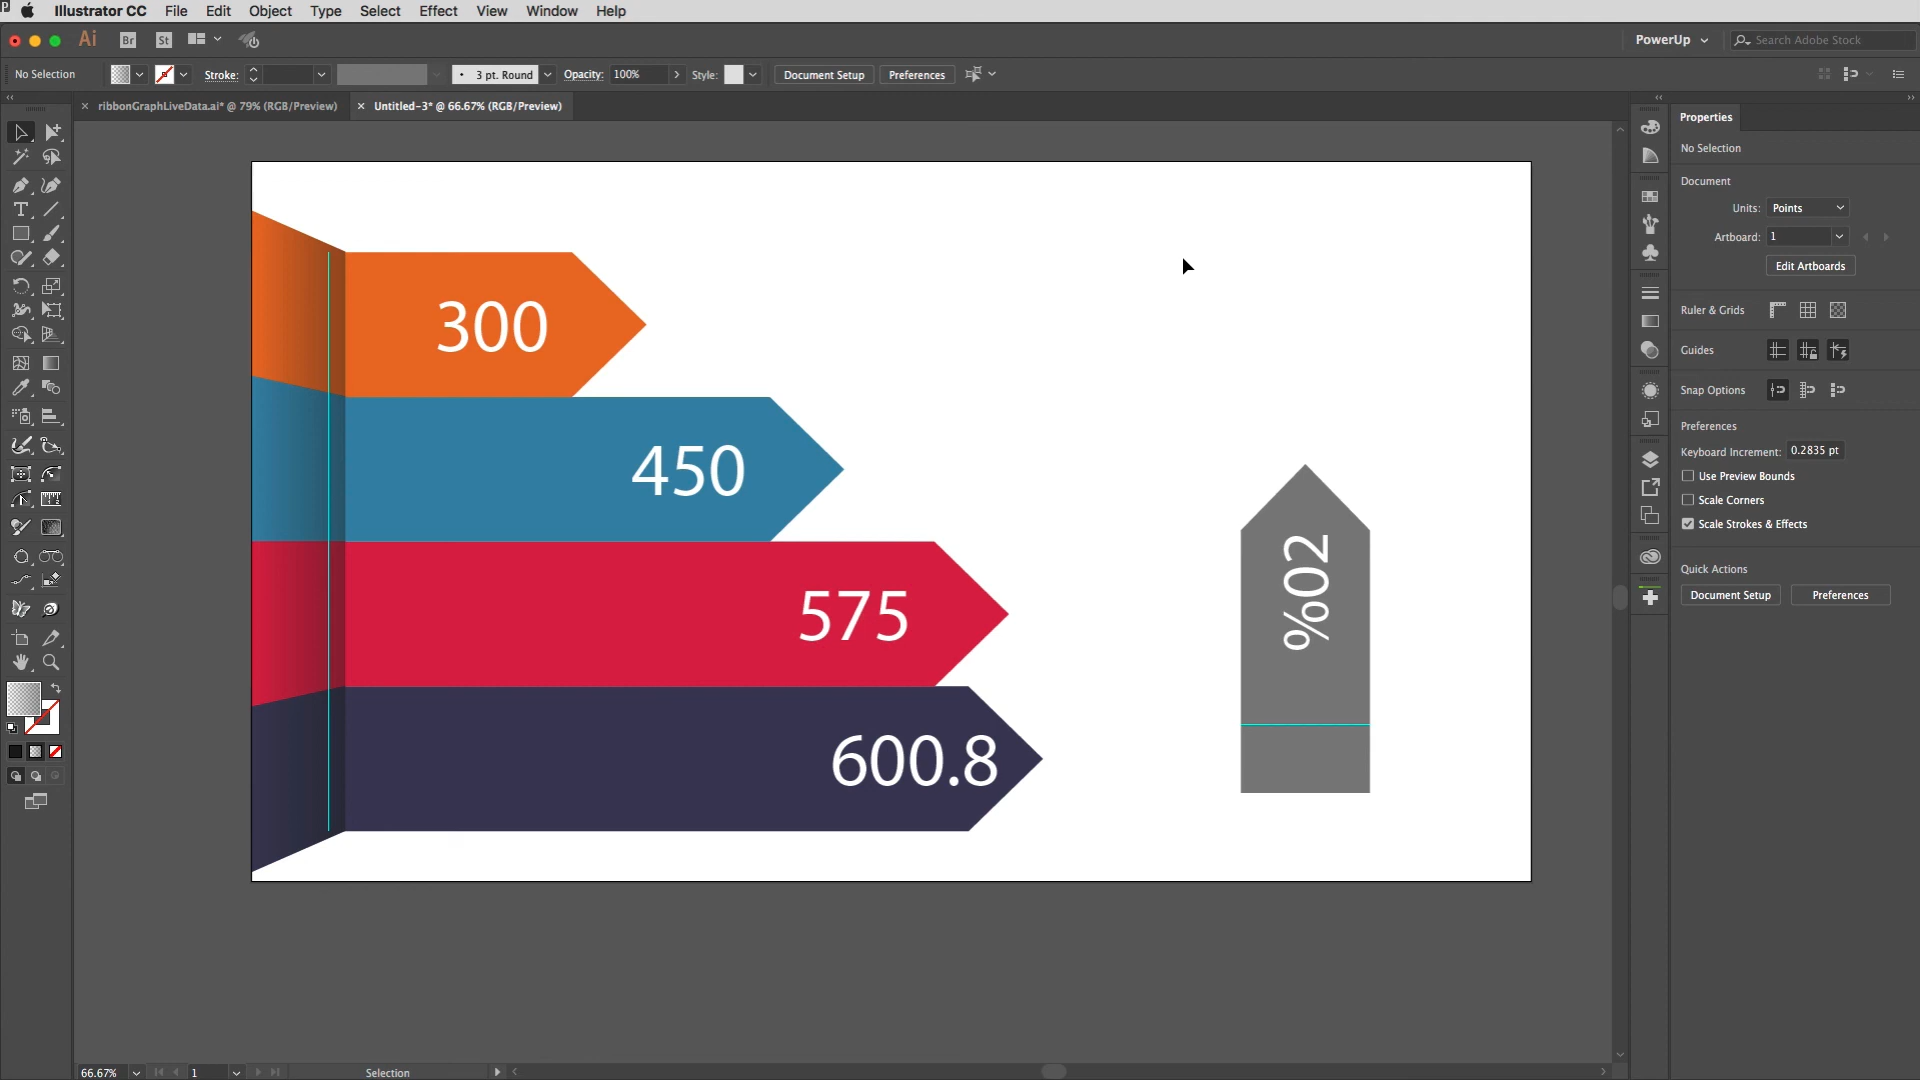 Illustrator CC File Edit Object Type Select Effect View Window Help
Ai Br St PowerUp Search Adobe Stock
No Selection Stroke: 3 pt. Round Opacity: 100% Style: Document Setup Preferences
ribbonGraphLiveData.ai* @ 79% (RGB/Preview) Untitled-3* @ 66.67% (RGB/Preview)
Properties
No Selection
Document
Units: Points
Artboard: 1
Edit Artboards
Ruler & Grids
Guides
Snap Options
Preferences
Keyboard Increment: 0.2835 pt
Use Preview Bounds
Scale Corners
Scale Strokes & Effects
Quick Actions
Document Setup Preferences
300
450
575
600.8
%02
66.67% 1 Selection